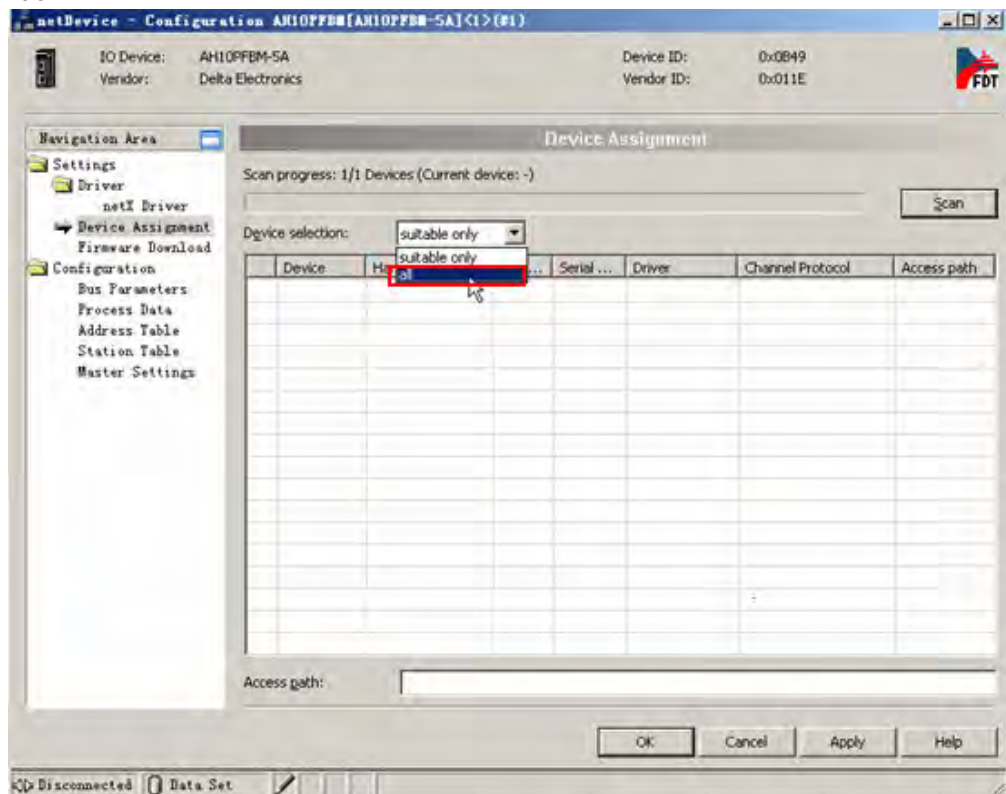 netDevice - Configuration AH10PFBM[AH10PFBM-5A]<1>(#1)
IO Device: AH10PFBM-5A Device ID: 0x0B49
Vendor: Delta Electronics Vendor ID: 0x011E
FDT
Navigation Area
Device Assignment
Settings
Driver
netX Driver
Device Assignment
Firmware Download
Configuration
Bus Parameters
Process Data
Address Table
Station Table
Master Settings
Scan progress: 1/1 Devices (Current device: -)
Scan
Device selection: suitable only
suitable only
all
Device Ha ... Serial ... Driver Channel Protocol Access path
Access path:
OK Cancel Apply Help
Disconnected Data Set